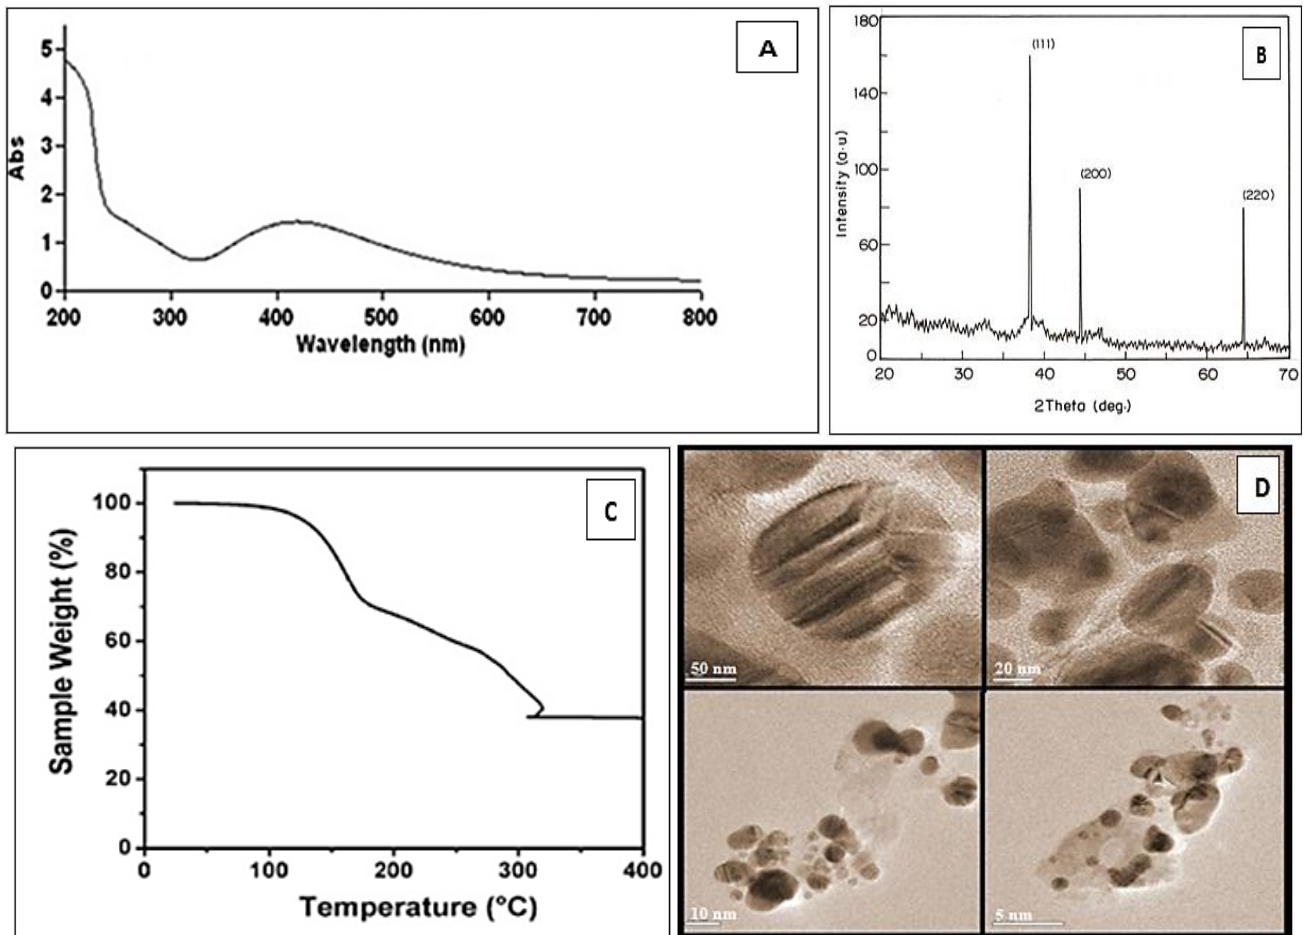 A
5
4
3
2
1
0
Abs
200 300 400 500 600 700 800
Wavelength (nm)
B
180
140
100
60
20
0
Intensity (a·u)
(111)
(200)
(220)
20 30 40 50 60 70
2Theta (deg.)
C
100
80
60
40
20
0
Sample Weight (%)
0 100 200 300 400
Temperature (°C)
D
50 nm
20 nm
10 nm
5 nm